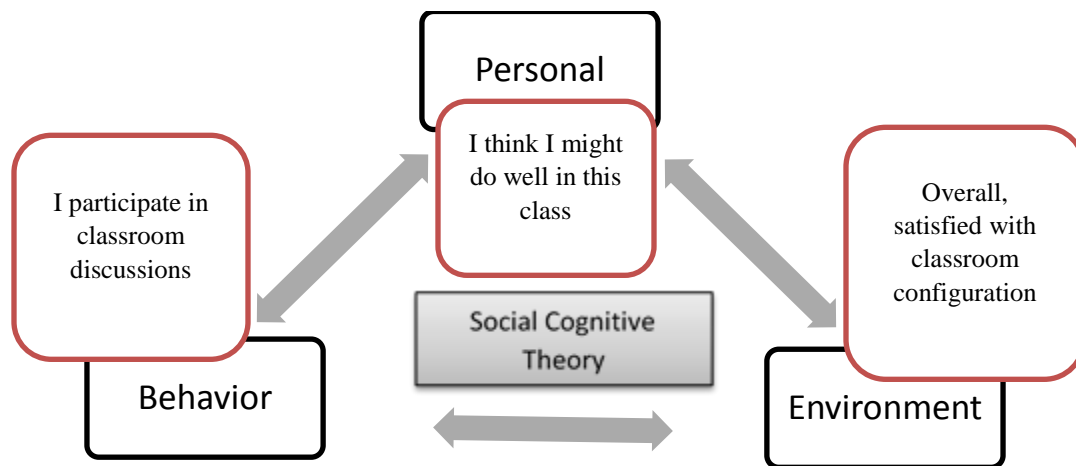 Personal
I think I might
do well in this
class
I participate in
classroom
discussions
Overall,
satisfied with
classroom
configuration
Social Cognitive
Theory
Behavior
Environment